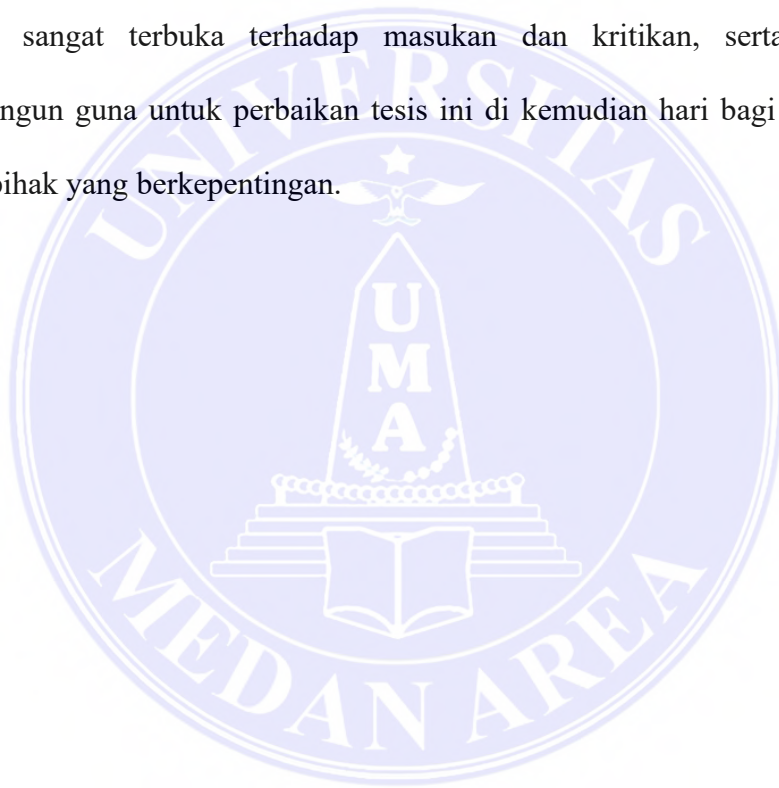 sangat terbuka terhadap masukan dan kritikan, serta
ngun guna untuk perbaikan tesis ini di kemudian hari bagi
pihak yang berkepentingan.
UNIVERSITAS
U
M
A
MEDAN AREA